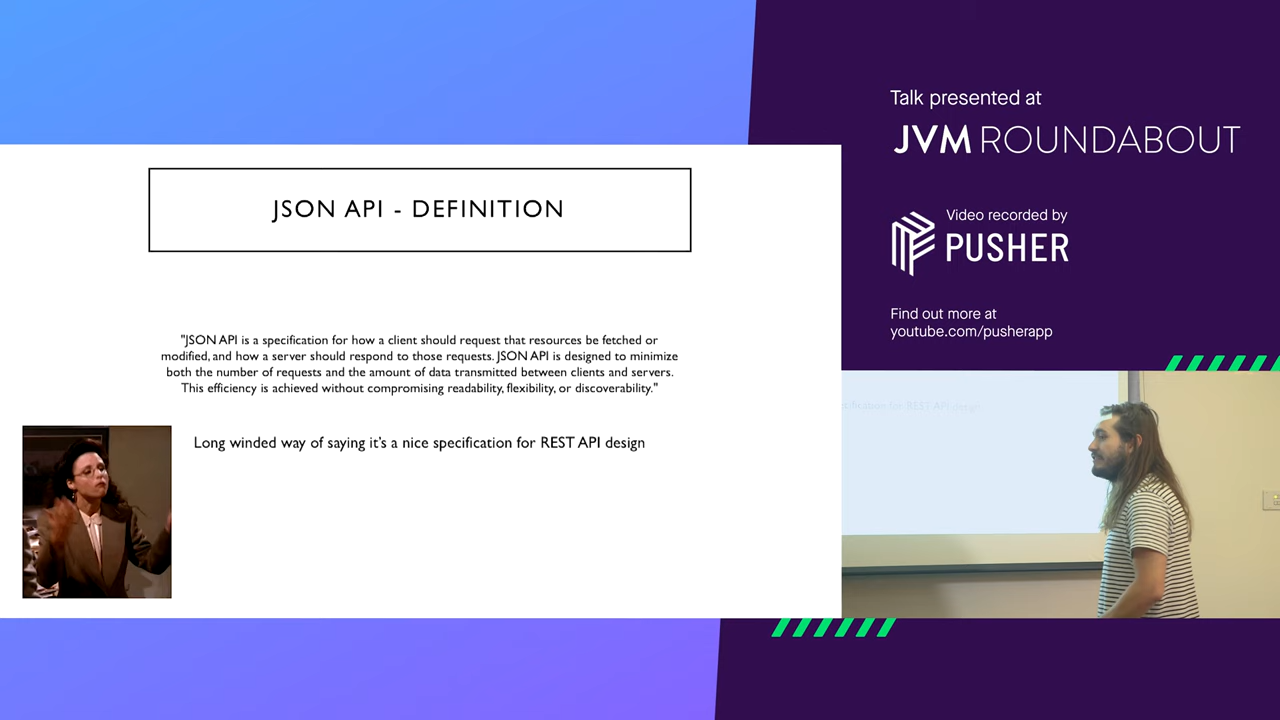 Talk presented at
JVM ROUNDABOUT
Video recorded by
PUSHER
Find out more at
youtube.com/pusherapp
JSON API - DEFINITION
"JSON API is a specification for how a client should request that resources be fetched or
modified, and how a server should respond to those requests. JSON API is designed to minimize
both the number of requests and the amount of data transmitted between clients and servers.
This efficiency is achieved without compromising readability, flexibility, or discoverability."
Long winded way of saying it's a nice specification for REST API design
for REST API design